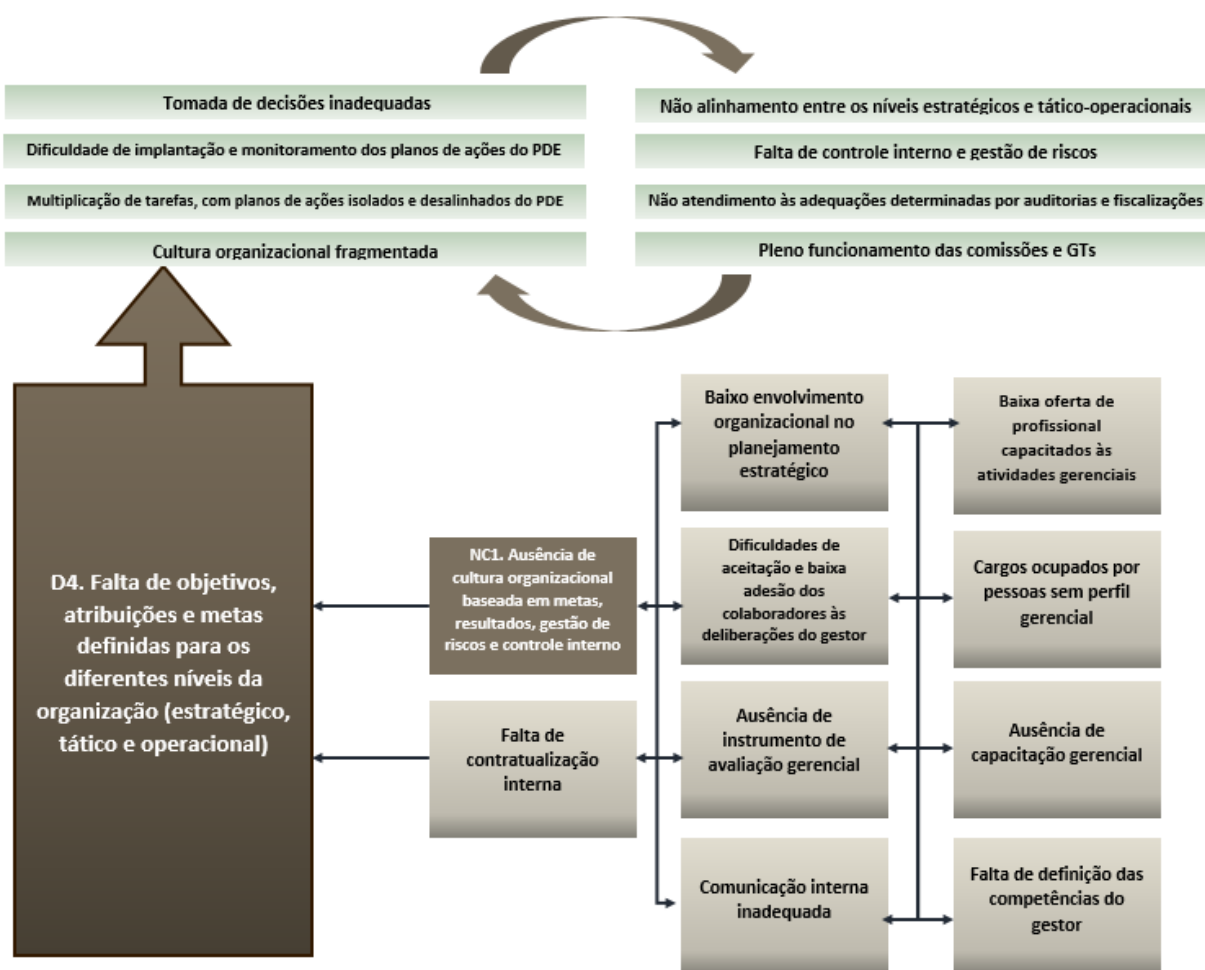 Tomada de decisões inadequadas
Dificuldade de implantação e monitoramento dos planos de ações do PDE
Multiplicação de tarefas, com planos de ações isolados e desalinhados do PDE
Cultura organizacional fragmentada
Não alinhamento entre os níveis estratégicos e tático-operacionais
Falta de controle interno e gestão de riscos
Não atendimento às adequações determinadas por auditorias e fiscalizações
Pleno funcionamento das comissões e GTs
D4. Falta de objetivos,
atribuições e metas
definidas para os
diferentes níveis da
organização (estratégico,
tático e operacional)
NC1. Ausência de
cultura organizacional
baseada em metas,
resultados, gestão de
riscos e controle interno
Falta de
contratualização
interna
Baixo envolvimento
organizacional no
planejamento
estratégico
Dificuldades de
aceitação e baixa
adesão dos
colaboradores às
deliberações do gestor
Ausência de
instrumento de
avaliação gerencial
Comunicação interna
inadequada
Baixa oferta de
profissional
capacitados às
atividades gerenciais
Cargos ocupados por
pessoas sem perfil
gerencial
Ausência de
capacitação gerencial
Falta de definição das
competências do
gestor